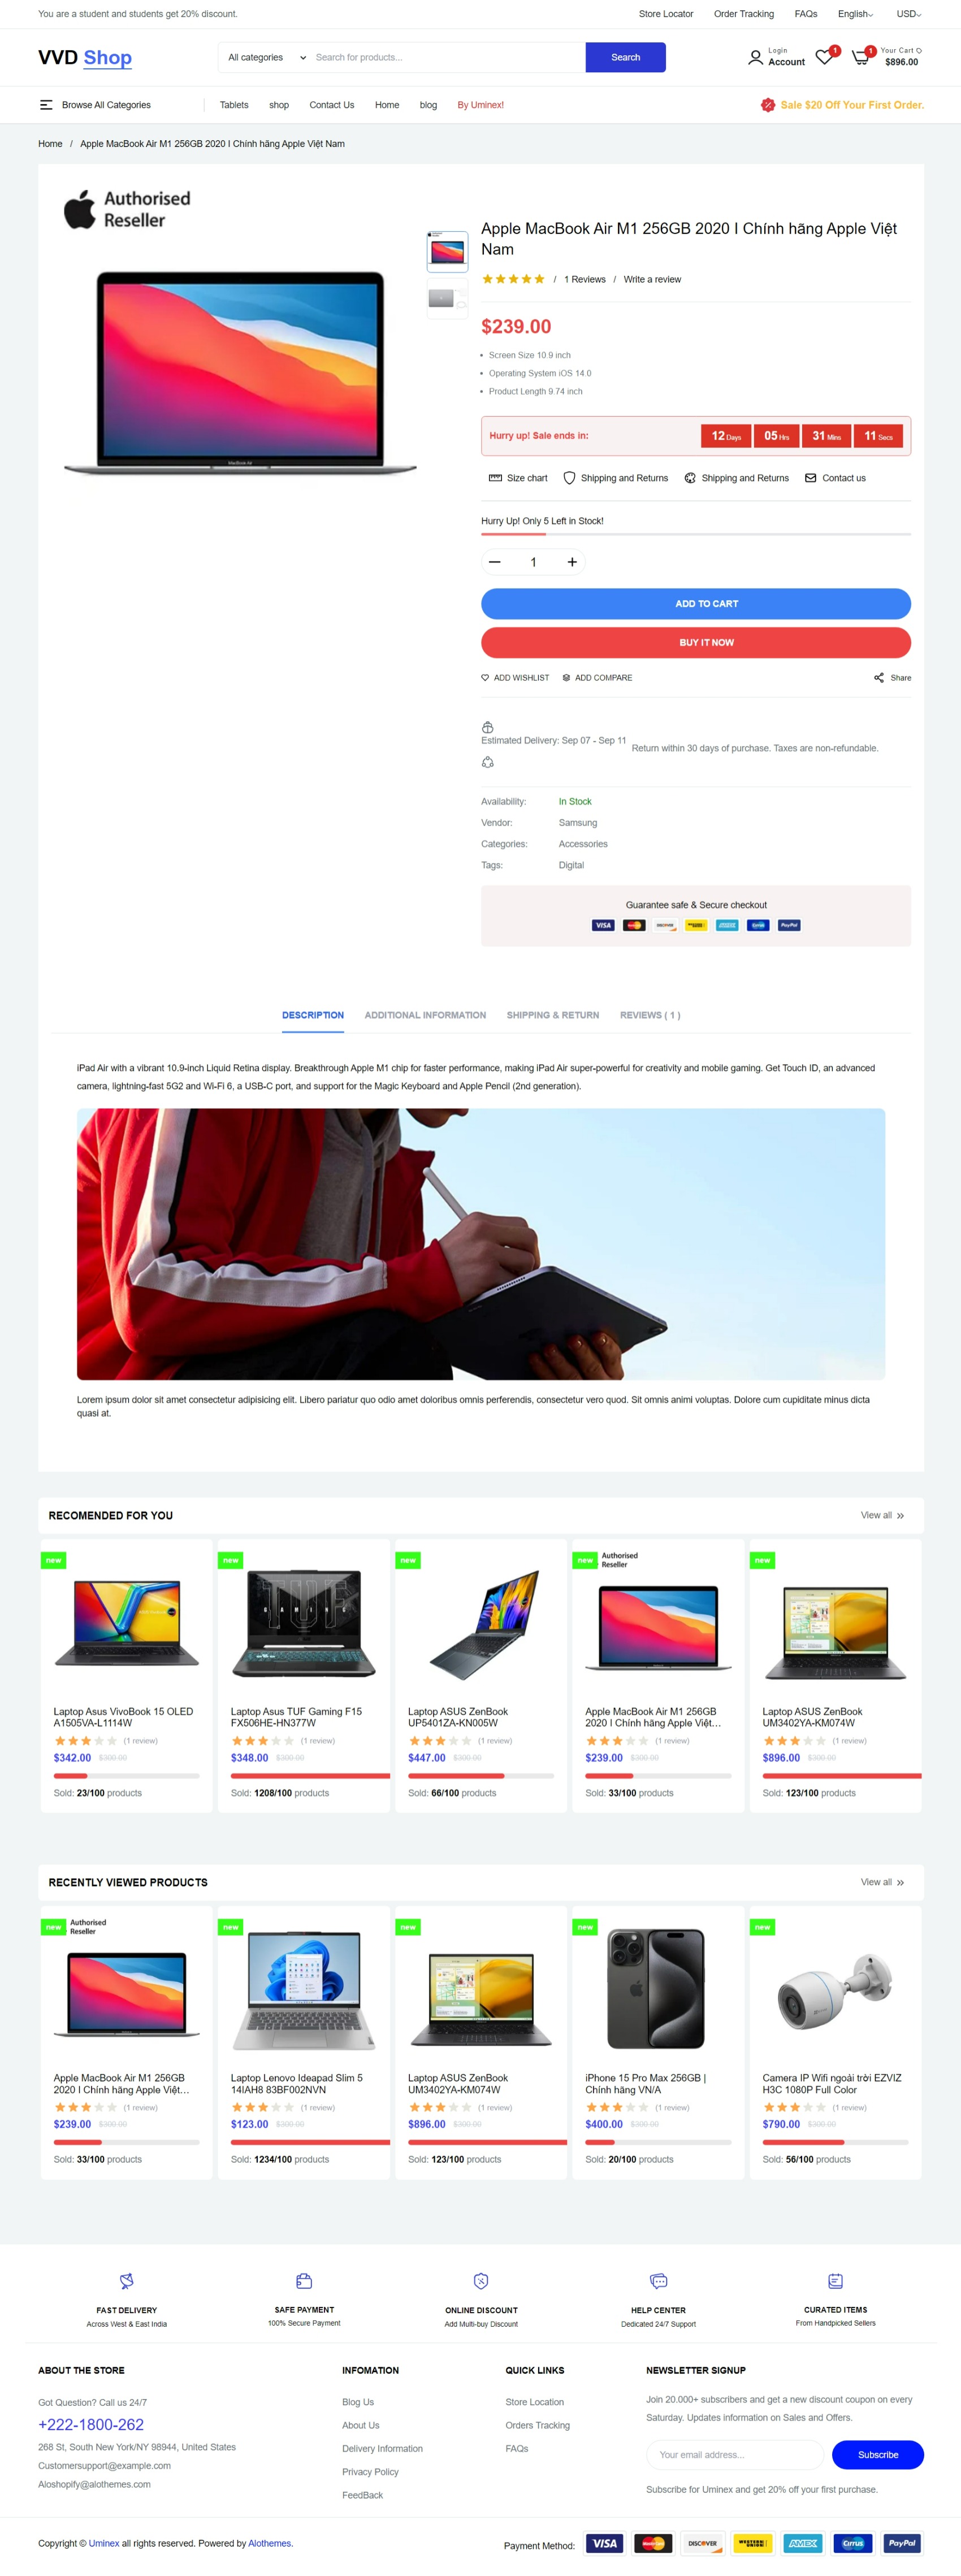 You are a student and students get 20% discount.
Store Locator Order Tracking FAQs English USD
VVD Shop
All categories Search for products... Search
Login
Account
1
1
Your Cart
$896.00
Browse All Categories Tablets shop Contact Us Home blog By Uminex! Sale $20 Off Your First Order.
Home / Apple MacBook Air M1 256GB 2020 I Chính hãng Apple Việt Nam
Authorised
Reseller
MacBook Air
Apple MacBook Air M1 256GB 2020 I Chính hãng Apple Việt
Nam
/ 1 Reviews / Write a review
$239.00
Screen Size 10.9 inch
Operating System iOS 14.0
Product Length 9.74 inch
Hurry up! Sale ends in: 12 Days 05 Hrs 31 Mins 11 Secs
Size chart Shipping and Returns Shipping and Returns Contact us
Hurry Up! Only 5 Left in Stock!
1
ADD TO CART
BUY IT NOW
ADD WISHLIST ADD COMPARE Share
Estimated Delivery: Sep 07 - Sep 11
Return within 30 days of purchase. Taxes are non-refundable.
Availability: In Stock
Vendor: Samsung
Categories: Accessories
Tags: Digital
Guarantee safe & Secure checkout
VISA MasterCard DISCOVER WESTERN UNION AMEX Cirrus PayPal
DESCRIPTION ADDITIONAL INFORMATION SHIPPING & RETURN REVIEWS ( 1 )
iPad Air with a vibrant 10.9-inch Liquid Retina display. Breakthrough Apple M1 chip for faster performance, making iPad Air super-powerful for creativity and mobile gaming. Get Touch ID, an advanced
camera, lightning-fast 5G2 and Wi-Fi 6, a USB-C port, and support for the Magic Keyboard and Apple Pencil (2nd generation).
Lorem ipsum dolor sit amet consectetur adipisicing elit. Libero pariatur quo odio amet doloribus omnis perferendis, consectetur vero quod. Sit omnis animi voluptas. Dolore cum cupiditate minus dicta
quasi at.
RECOMENDED FOR YOU View all
new new new new Authorised new
Reseller
TUF
GAMING
Laptop Asus VivoBook 15 OLED
A1505VA-L1114W
(1 review)
$342.00 $300.00
Sold: 23/100 products
Laptop Asus TUF Gaming F15
FX506HE-HN377W
(1 review)
$348.00 $300.00
Sold: 1208/100 products
Laptop ASUS ZenBook
UP5401ZA-KN005W
(1 review)
$447.00 $300.00
Sold: 66/100 products
Apple MacBook Air M1 256GB
2020 I Chính hãng Apple Việt...
(1 review)
$239.00 $300.00
Sold: 33/100 products
Laptop ASUS ZenBook
UM3402YA-KM074W
(1 review)
$896.00 $300.00
Sold: 123/100 products
RECENTLY VIEWED PRODUCTS View all
new Authorised new new new new
Reseller
Apple MacBook Air M1 256GB
2020 I Chính hãng Apple Việt...
(1 review)
$239.00 $300.00
Sold: 33/100 products
Laptop Lenovo Ideapad Slim 5
14IAH8 83BF002NVN
(1 review)
$123.00 $300.00
Sold: 1234/100 products
Laptop ASUS ZenBook
UM3402YA-KM074W
(1 review)
$896.00 $300.00
Sold: 123/100 products
iPhone 15 Pro Max 256GB |
Chính hãng VN/A
(1 review)
$400.00 $300.00
Sold: 20/100 products
Camera IP Wifi ngoài trời EZVIZ
H3C 1080P Full Color
(1 review)
$790.00 $300.00
Sold: 56/100 products
FAST DELIVERY
Across West & East India
SAFE PAYMENT
100% Secure Payment
ONLINE DISCOUNT
Add Multi-buy Discount
HELP CENTER
Dedicated 24/7 Support
CURATED ITEMS
From Handpicked Sellers
ABOUT THE STORE
Got Question? Call us 24/7
+222-1800-262
268 St, South New York/NY 98944, United States
Customersupport@example.com
Aloshopify@alothemes.com
INFOMATION
Blog Us
About Us
Delivery Information
Privacy Policy
FeedBack
QUICK LINKS
Store Location
Orders Tracking
FAQs
NEWSLETTER SIGNUP
Join 20.000+ subscribers and get a new discount coupon on every
Saturday. Updates information on Sales and Offers.
Your email address... Subscribe
Subscribe for Uminex and get 20% off your first purchase.
Copyright © Uminex all rights reserved. Powered by Alothemes.
Payment Method: VISA MasterCard DISCOVER WESTERN UNION AMEX Cirrus PayPal